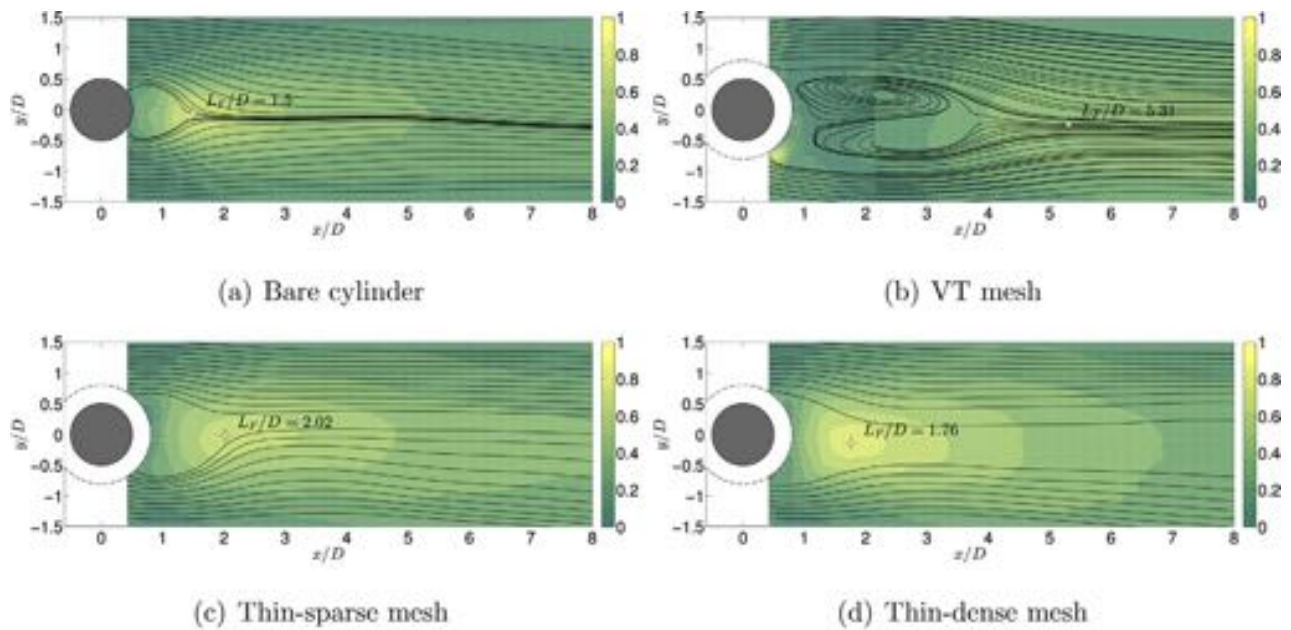 1.5
1
0.5
0
−0.5
−1
−1.5
y/D
0 1 2 3 4 5 6 7 8
x/D
L_F/D = 1.5
1
0.8
0.6
0.4
0.2
0
(a) Bare cylinder
1.5
1
0.5
0
−0.5
−1
−1.5
y/D
0 1 2 3 4 5 6 7 8
x/D
L_F/D = 5.31
1
0.8
0.6
0.4
0.2
0
(b) VT mesh
1.5
1
0.5
0
−0.5
−1
−1.5
y/D
0 1 2 3 4 5 6 7 8
x/D
L_F/D = 2.02
1
0.8
0.6
0.4
0.2
0
(c) Thin-sparse mesh
1.5
1
0.5
0
−0.5
−1
−1.5
y/D
0 1 2 3 4 5 6 7 8
x/D
L_F/D = 1.76
1
0.8
0.6
0.4
0.2
0
(d) Thin-dense mesh